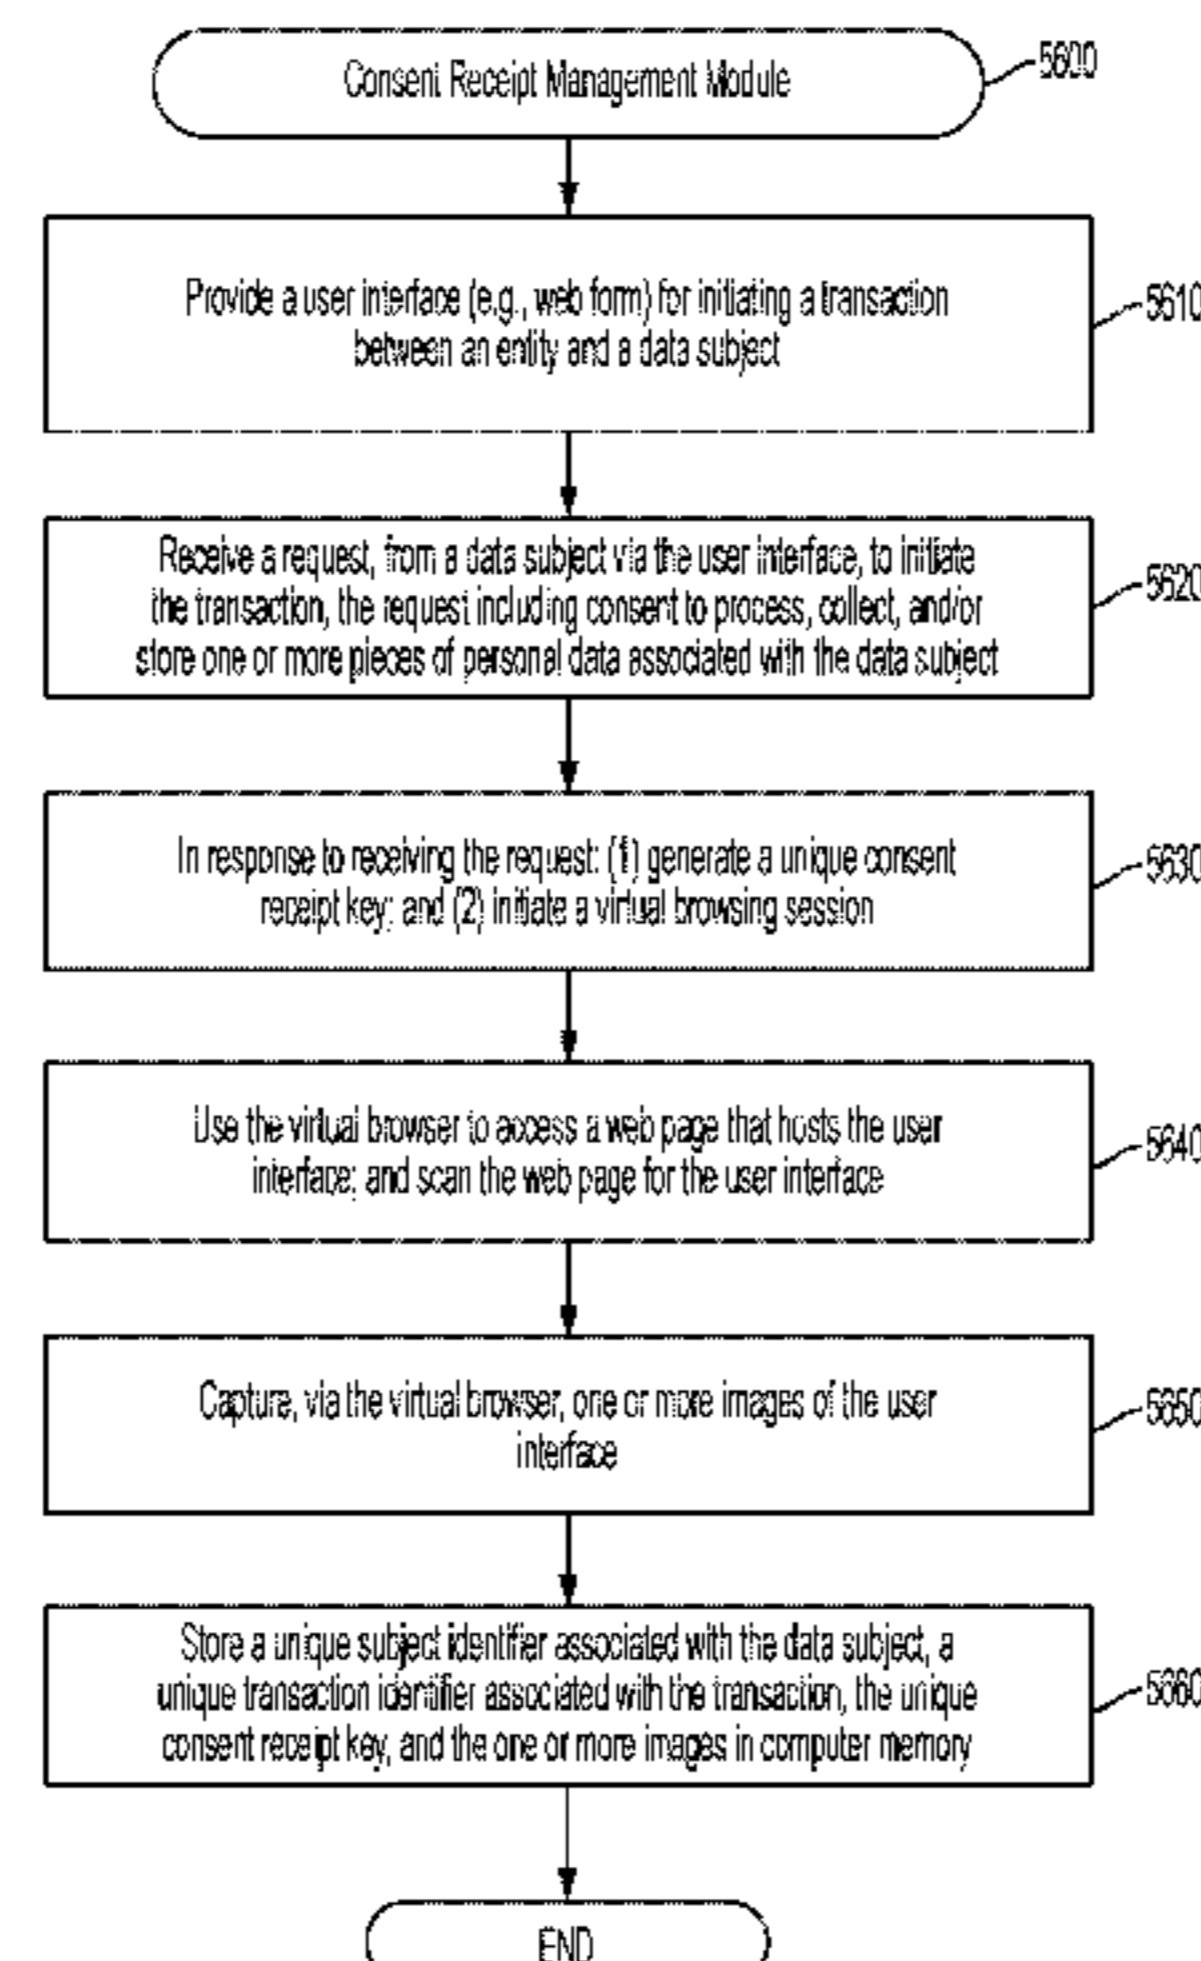 Consent Receipt Management Module
5600
Provide a user interface (e.g., web form) for initiating a transaction
between an entity and a data subject
5610
Receive a request, from a data subject via the user interface, to initiate
the transaction, the request including consent to process, collect, and/or
store one or more pieces of personal data associated with the data subject
5620
In response to receiving the request: (1) generate a unique consent
receipt key; and (2) initiate a virtual browsing session
5630
Use the virtual browser to access a web page that hosts the user
interface; and scan the web page for the user interface
5640
Capture, via the virtual browser, one or more images of the user
interface
5650
Store a unique subject identifier associated with the data subject, a
unique transaction identifier associated with the transaction, the unique
consent receipt key, and the one or more images in computer memory
5660
END